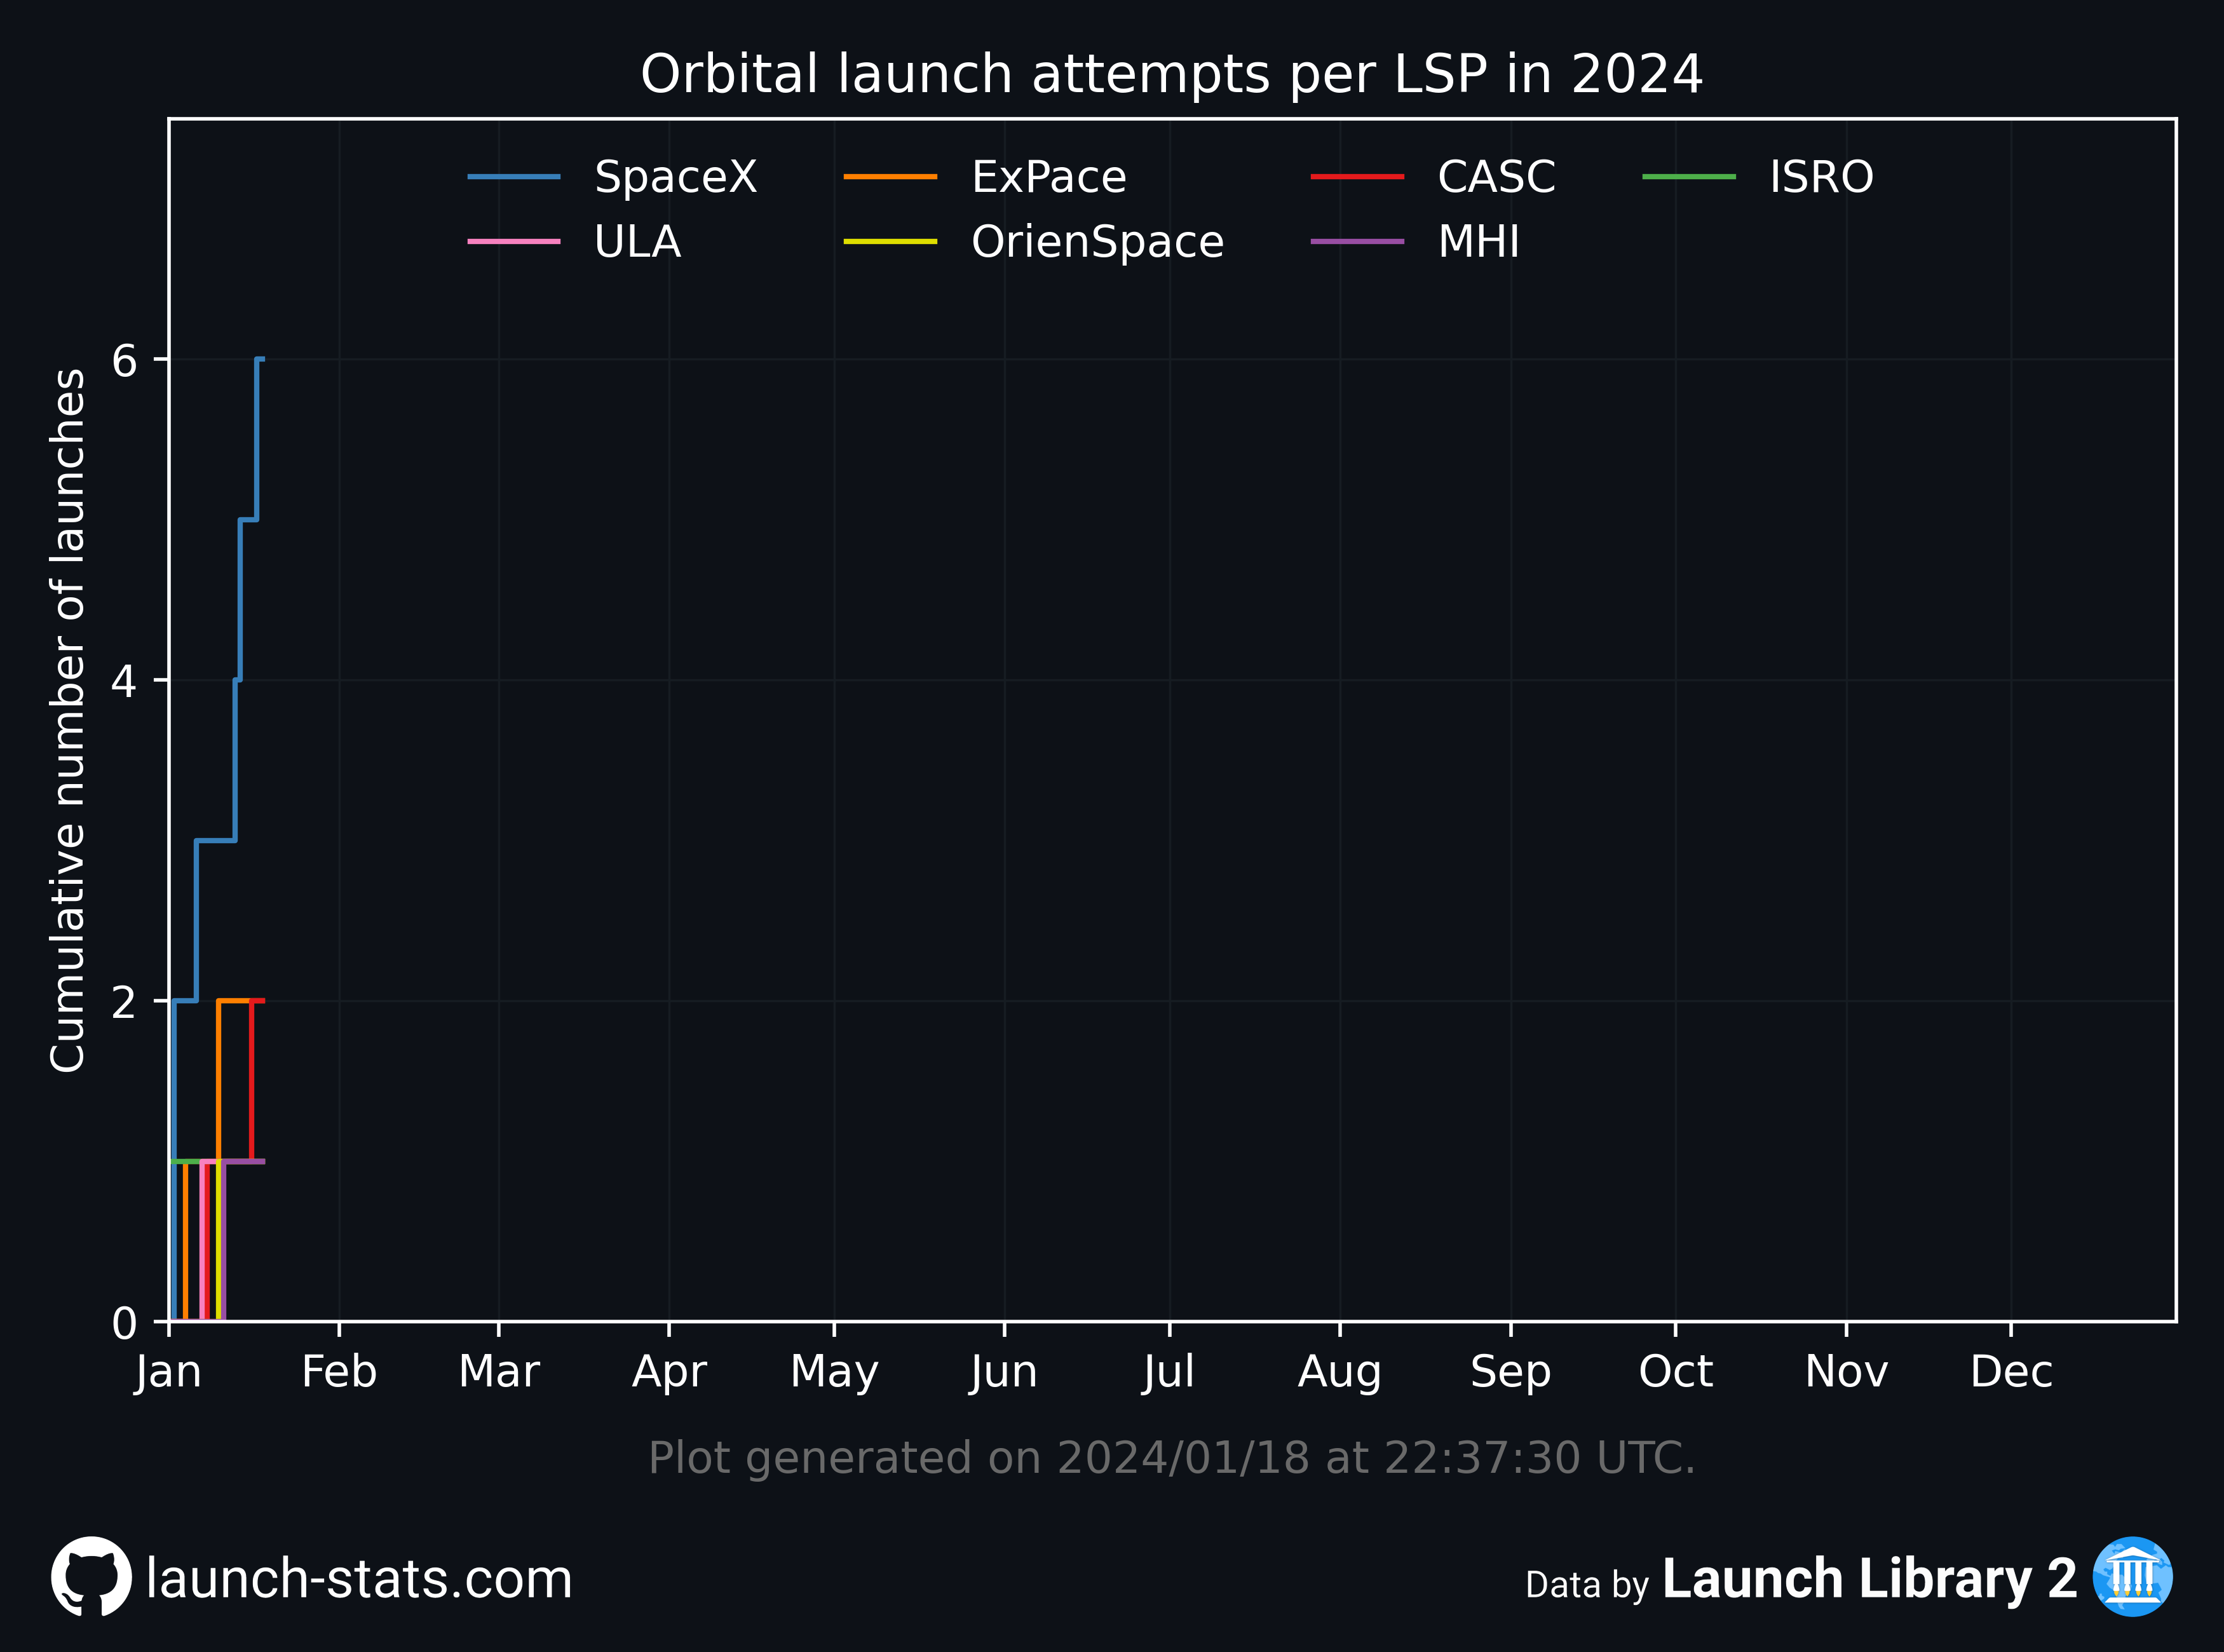 Orbital launch attempts per LSP in 2024
SpaceX ExPace CASC ISRO
ULA OrienSpace MHI
Cumulative number of launches
6
4
2
0
Jan Feb Mar Apr May Jun Jul Aug Sep Oct Nov Dec
Plot generated on 2024/01/18 at 22:37:30 UTC.
launch-stats.com
Data by Launch Library 2